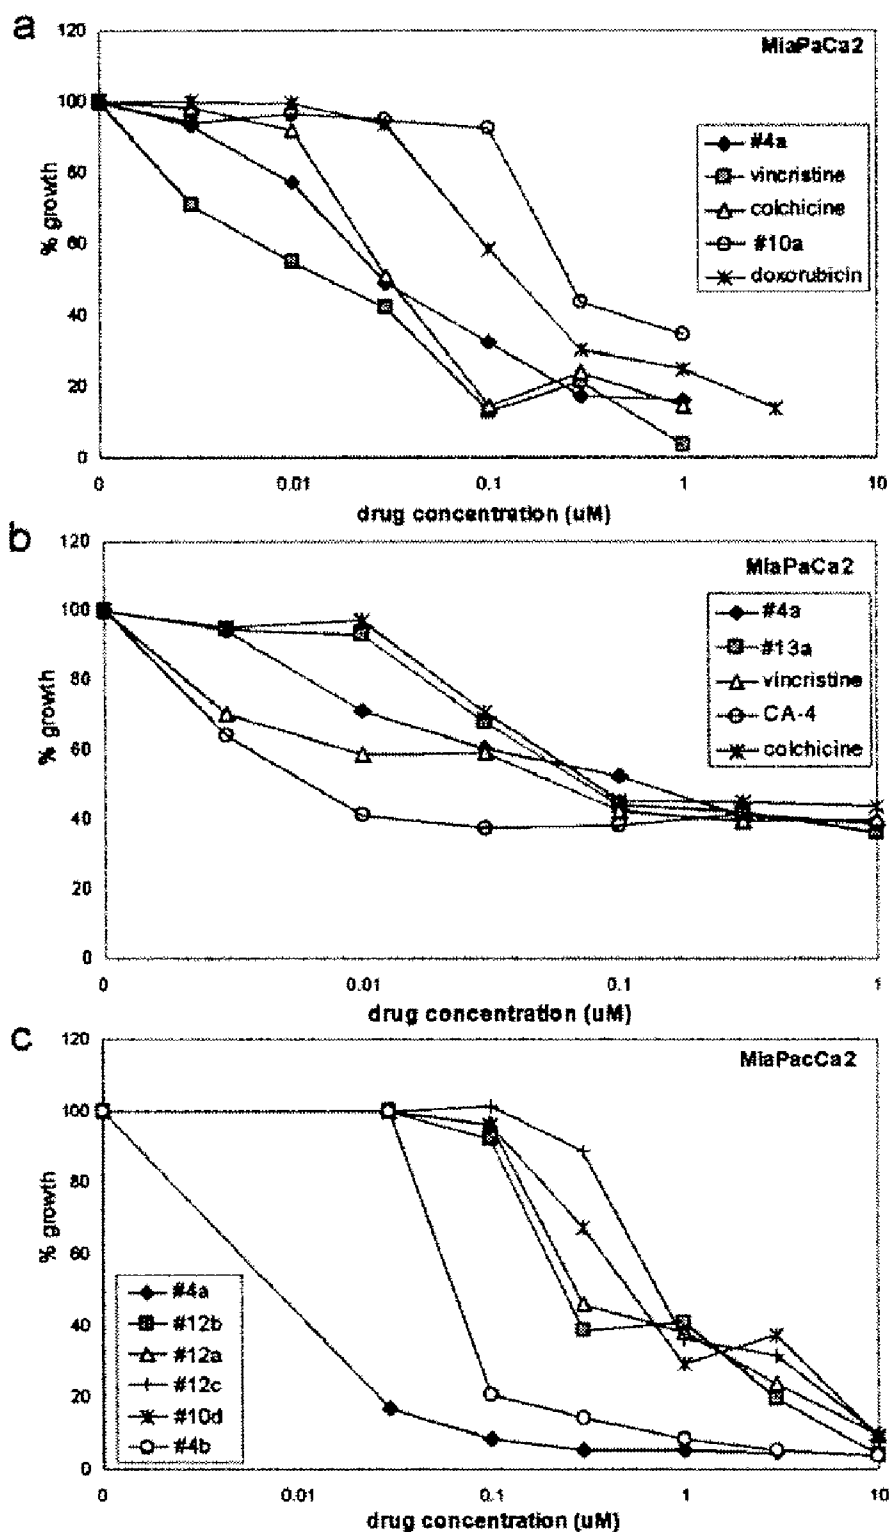 a
MiaPaCa2
120
100
80
60
40
20
0
% growth
#4a
vincristine
colchicine
#10a
doxorubicin
0 0.01 0.1 1 10
drug concentration (uM)
b
MiaPaCa2
120
100
80
60
40
20
0
% growth
#4a
#13a
vincristine
CA-4
colchicine
0 0.01 0.1 1
drug concentration (uM)
c
MiaPacCa2
120
100
80
60
40
20
0
% growth
#4a
#12b
#12a
#12c
#10d
#4b
0 0.01 0.1 1 10
drug concentration (uM)